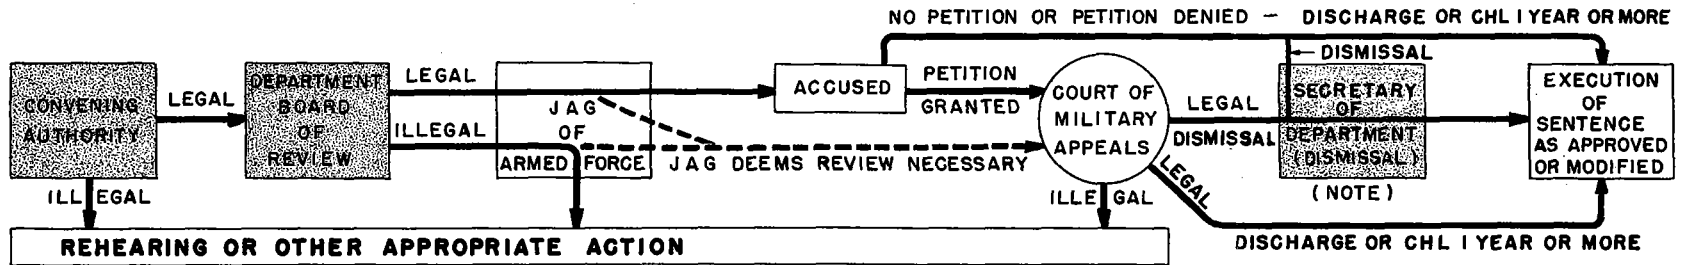 NO PETITION OR PETITION DENIED — DISCHARGE OR CHL 1 YEAR OR MORE
DISMISSAL
CONVENING
AUTHORITY
LEGAL
DEPARTMENT
BOARD
OF
REVIEW
LEGAL
ILLEGAL
JAG
OF
ARMED FORCE
JAG DEEMS REVIEW NECESSARY
ACCUSED
PETITION
GRANTED
COURT OF
MILITARY
APPEALS
LEGAL
DISMISSAL
SECRETARY
OF
DEPARTMENT
(DISMISSAL)
(NOTE)
EXECUTION
OF
SENTENCE
AS APPROVED
OR MODIFIED
ILLEGAL
ILLEGAL
LEGAL
DISCHARGE OR CHL 1 YEAR OR MORE
REHEARING OR OTHER APPROPRIATE ACTION